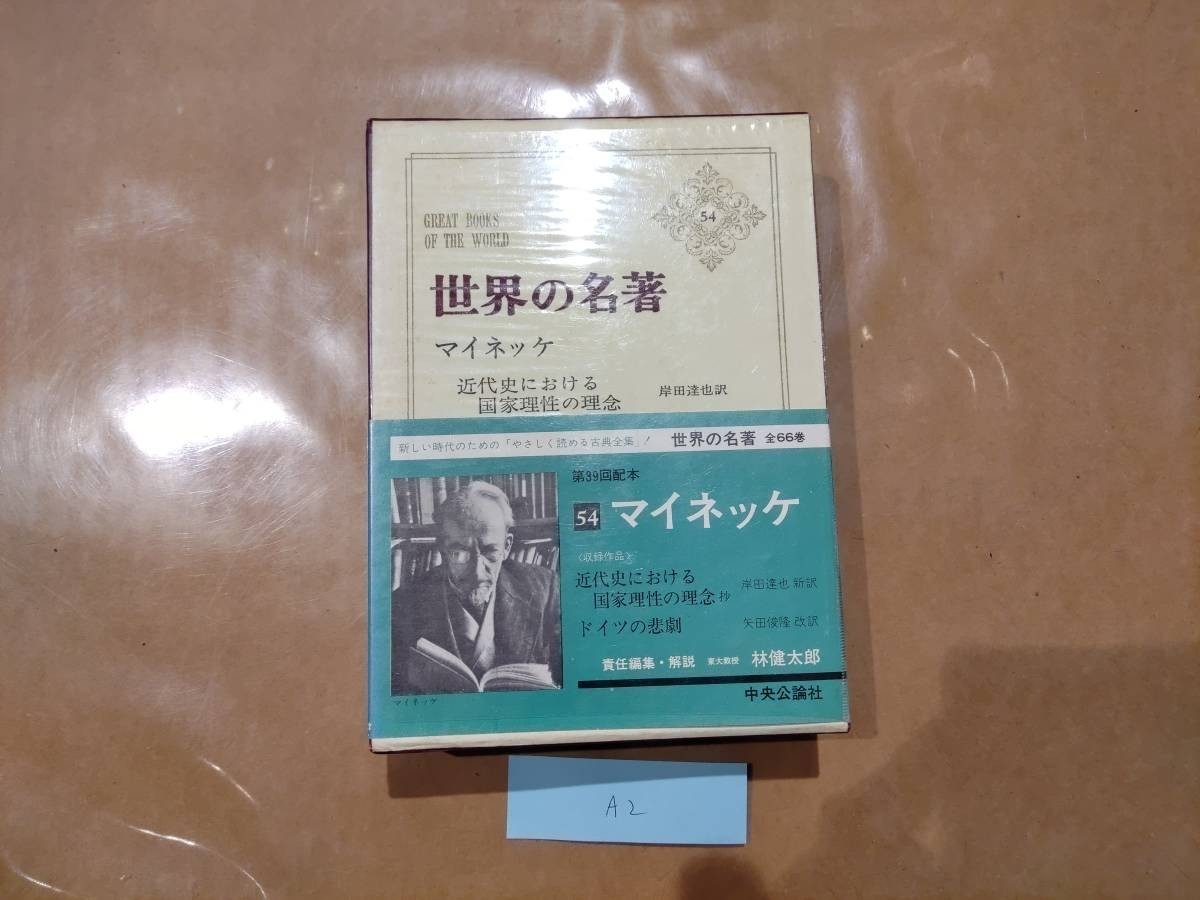 54
GREAT BOOKS
OF THE WORLD
世界の名著
マイネッケ
近代史における
国家理性の理念
岸田達也訳
新しい時代のための「やさしく読める古典全集」! 世界の名著 全66巻
第39回配本
54 マイネッケ
〈収録作品〉
近代史における
国家理性の理念 抄 岸田達也 新訳
ドイツの悲劇 矢田俊隆 改訳
責任編集・解説 東大教授 林健太郎
中央公論社
マイネッケ
A2